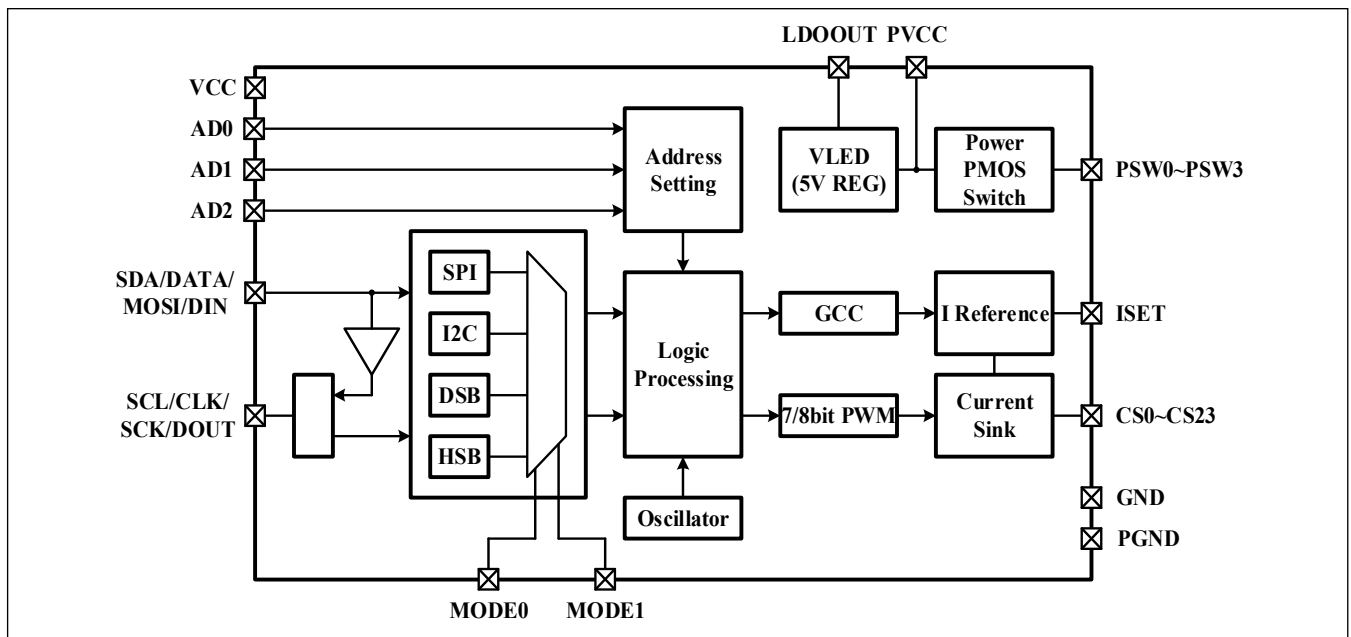 LDOOUT PVCC
VCC
AD0
AD1
AD2
Address
Setting
VLED
(5V REG)
Power
PMOS
Switch
PSW0~PSW3
SDA/DATA/
MOSI/DIN
SPI
I2C
DSB
HSB
Logic
Processing
GCC
I Reference
ISET
SCL/CLK/
SCK/DOUT
7/8bit PWM
Current
Sink
CS0~CS23
Oscillator
GND
PGND
MODE0
MODE1